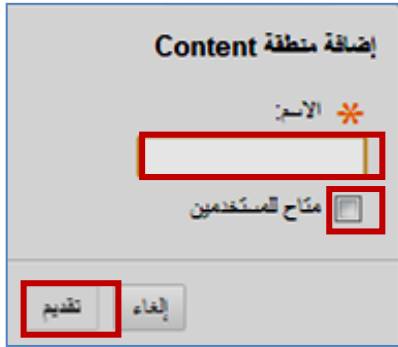 إضافة منطقة Content
* الاسم:
متاح للمستخدمين
إلغاء تقديم